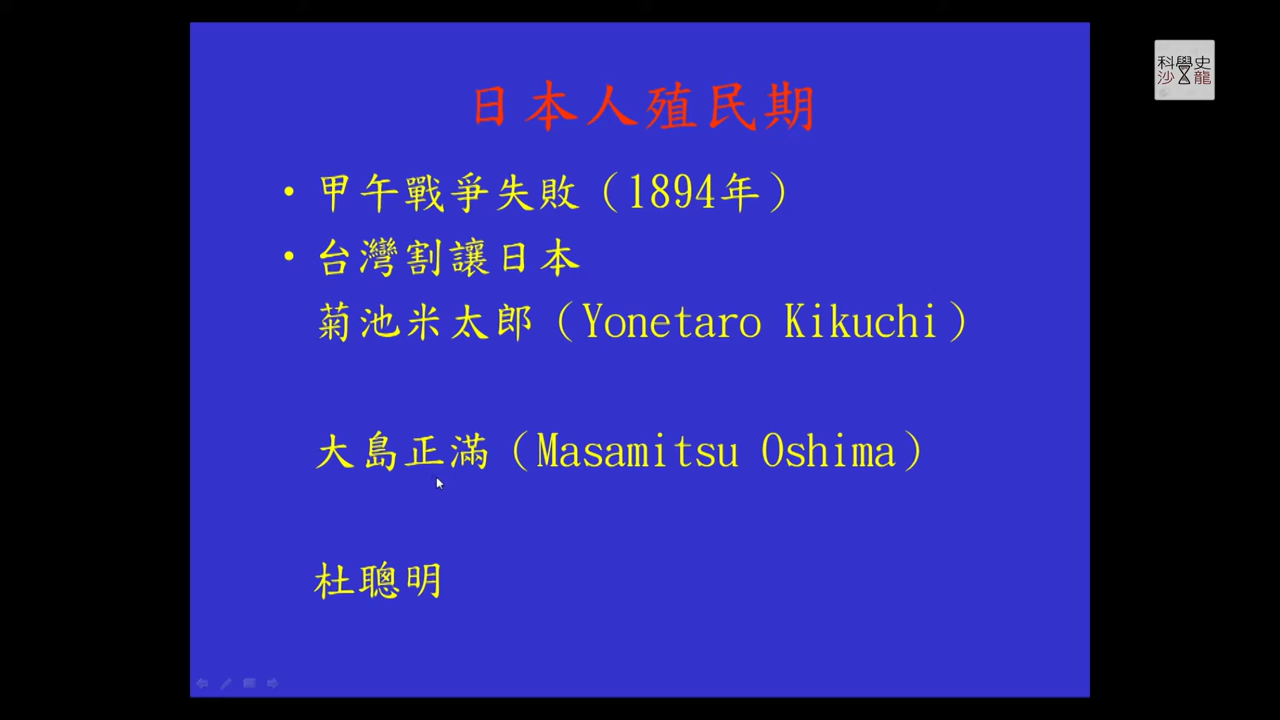 科學史
沙龍
日本人殖民期
• 甲午戰爭失敗（1894年）
• 台灣割讓日本
菊池米太郎（Yonetaro Kikuchi）
大島正滿（Masamitsu Oshima）
杜聰明